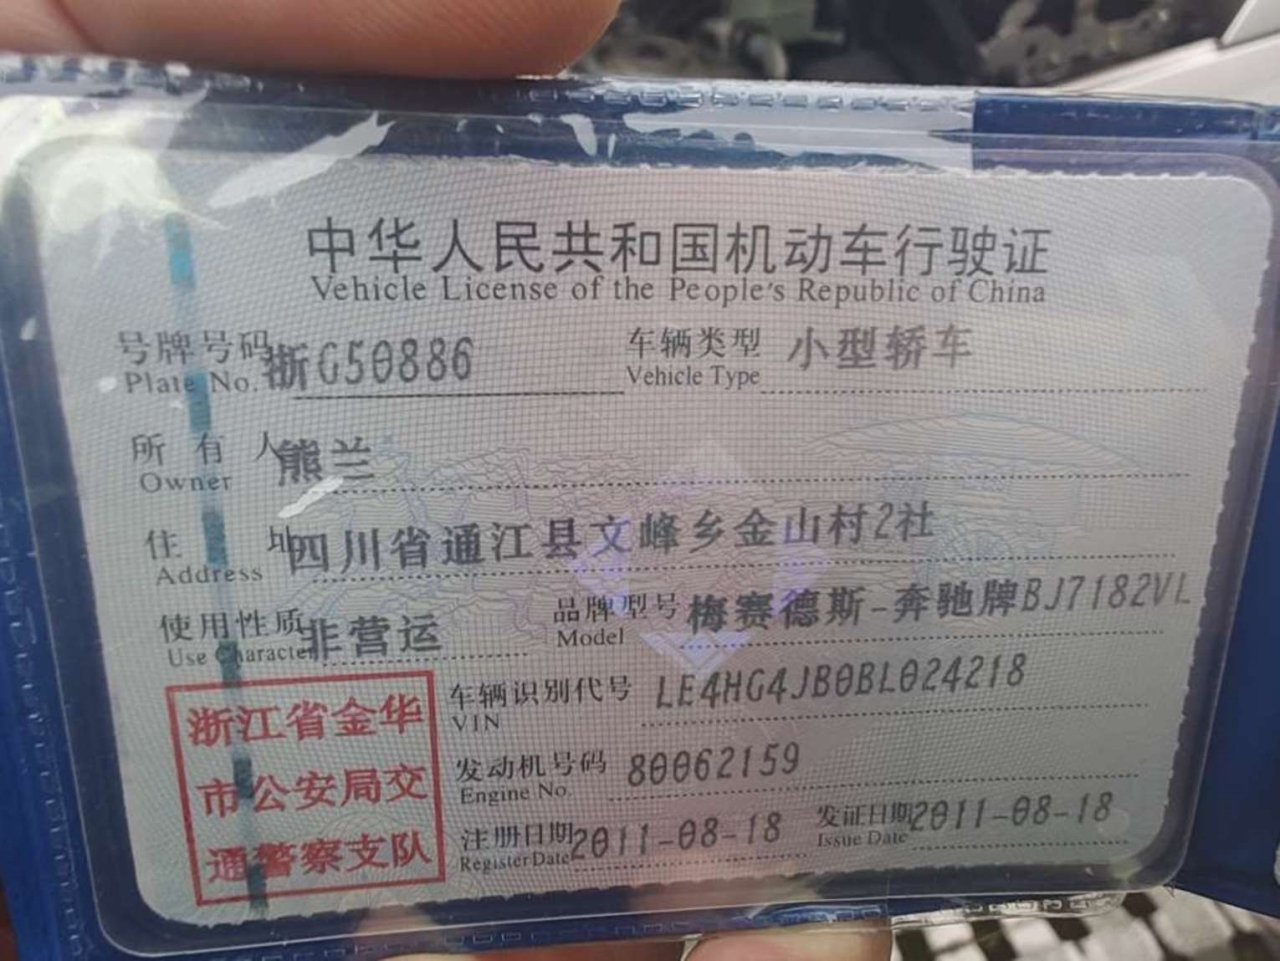 中华人民共和国机动车行驶证
Vehicle License of the People's Republic of China
号牌号码 浙G50886 车辆类型 小型轿车
Plate No. Vehicle Type
所有人 熊兰
Owner
住址 四川省通江县文峰乡金山村2社
Address
使用性质 非营运 品牌型号 梅赛德斯-奔驰牌BJ7182VL
Use Character Model
浙江省金华
市公安局交
通警察支队
车辆识别代号 LE4HG4JB0BL024218
VIN
发动机号码 80062159
Engine No.
注册日期 2011-08-18 发证日期 2011-08-18
Register Date Issue Date